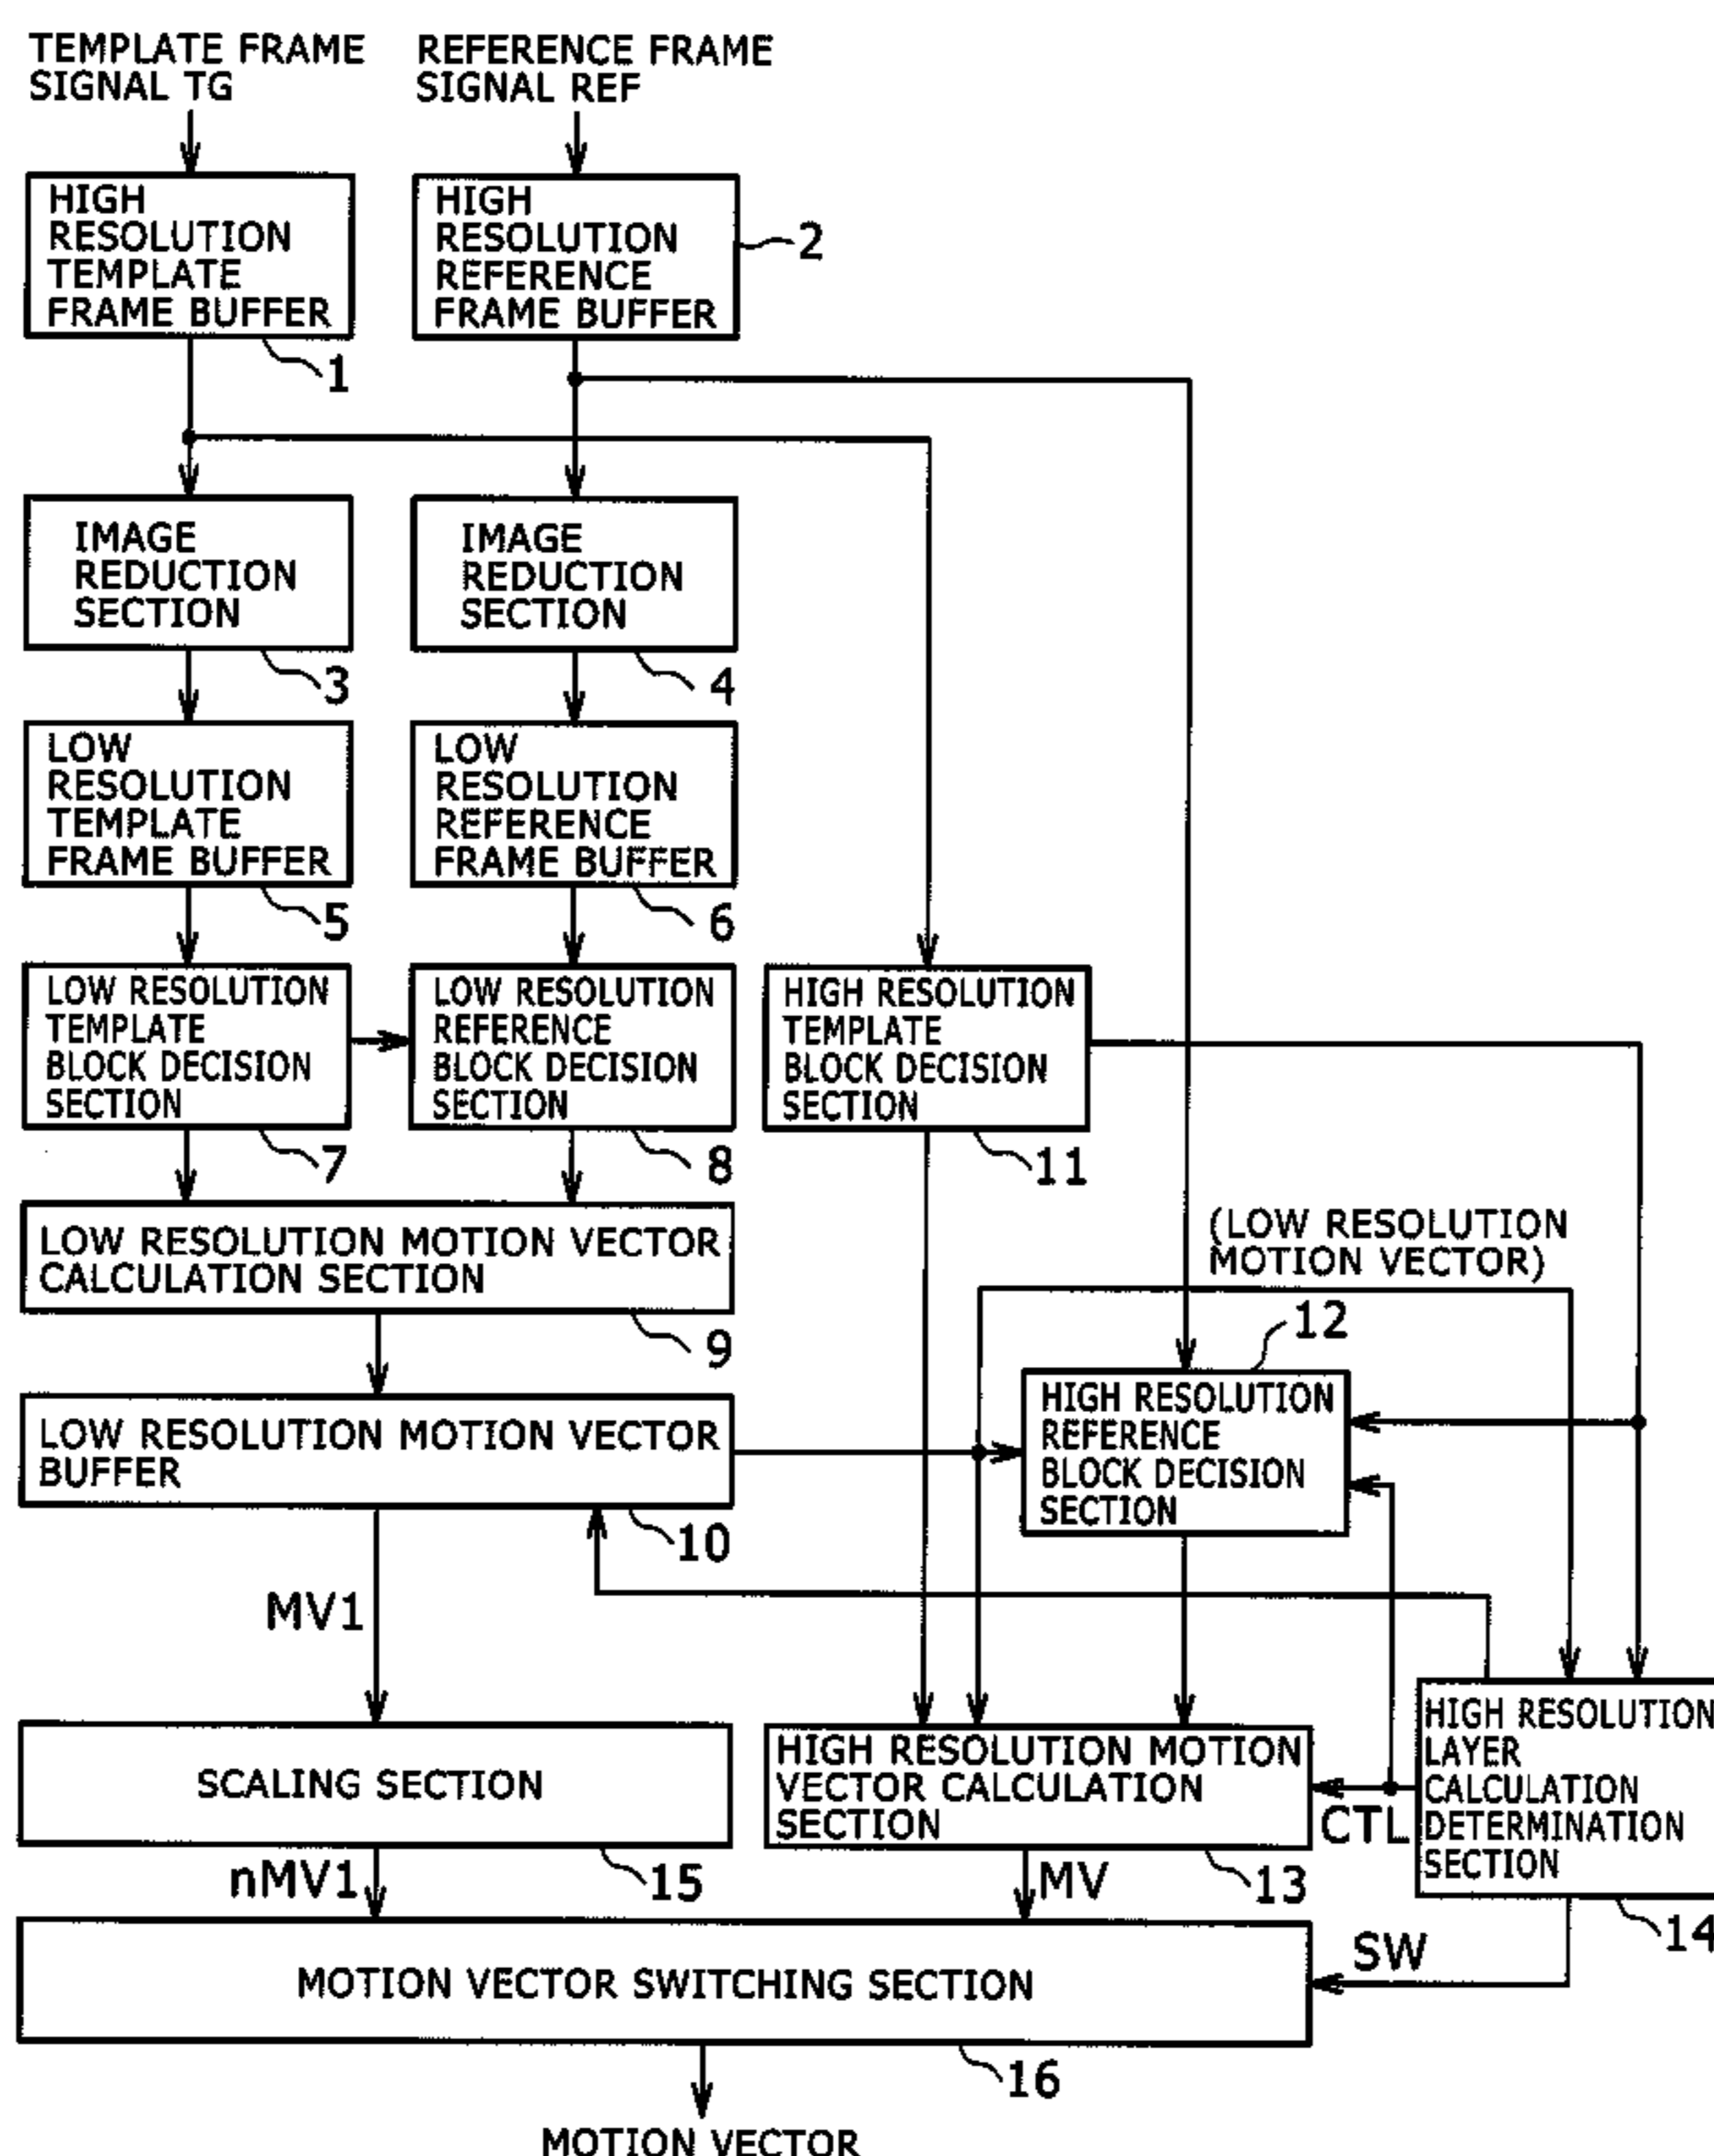 TEMPLATE FRAME
SIGNAL TG
REFERENCE FRAME
SIGNAL REF
HIGH
RESOLUTION
TEMPLATE
FRAME BUFFER
1
HIGH
RESOLUTION
REFERENCE
FRAME BUFFER
2
IMAGE
REDUCTION
SECTION
3
IMAGE
REDUCTION
SECTION
4
LOW
RESOLUTION
TEMPLATE
FRAME BUFFER
5
LOW
RESOLUTION
REFERENCE
FRAME BUFFER
6
LOW RESOLUTION
TEMPLATE
BLOCK DECISION
SECTION
7
LOW RESOLUTION
REFERENCE
BLOCK DECISION
SECTION
8
HIGH RESOLUTION
TEMPLATE
BLOCK DECISION
SECTION
11
LOW RESOLUTION MOTION VECTOR
CALCULATION SECTION
9
(LOW RESOLUTION
MOTION VECTOR)
12
HIGH RESOLUTION
REFERENCE
BLOCK DECISION
SECTION
LOW RESOLUTION MOTION VECTOR
BUFFER
10
MV1
SCALING SECTION
15
nMV1
HIGH RESOLUTION MOTION
VECTOR CALCULATION
SECTION
13
MV
CTL
HIGH RESOLUTION
LAYER
CALCULATION
DETERMINATION
SECTION
14
SW
MOTION VECTOR SWITCHING SECTION
16
MOTION VECTOR